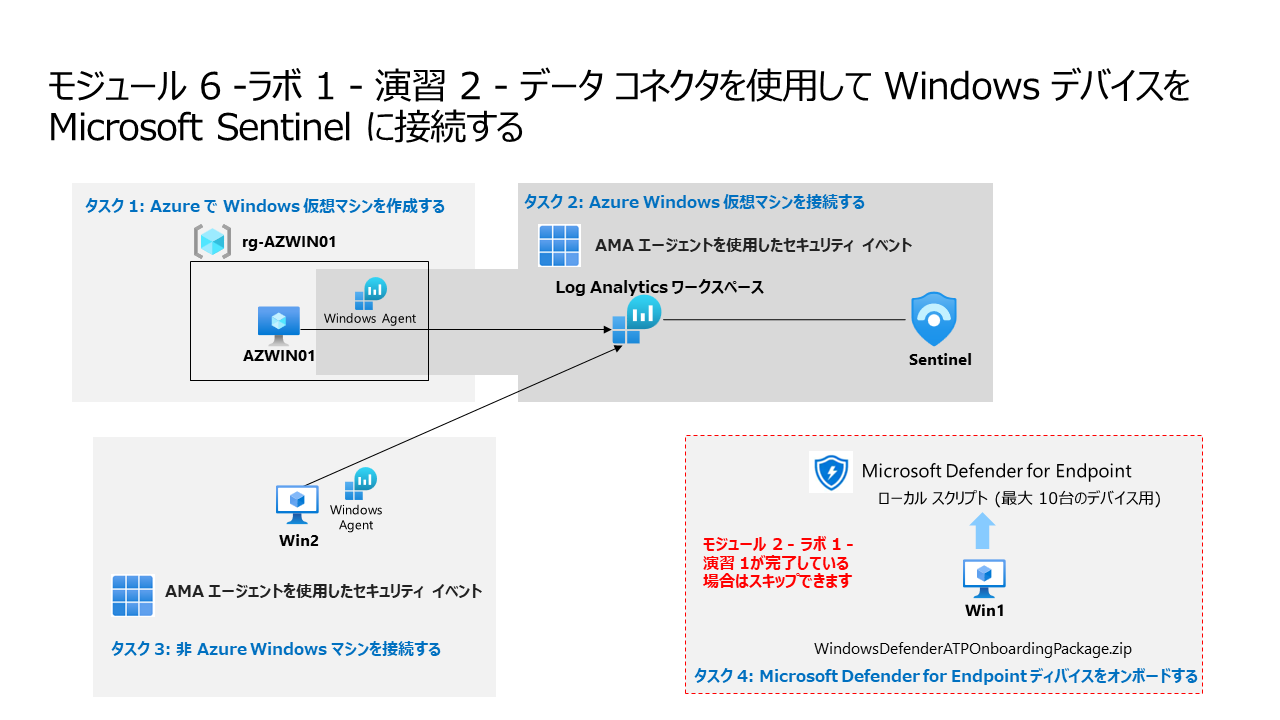 モジュール 6 -ラボ 1 - 演習 2 - データ コネクタを使用して Windows デバイスを
Microsoft Sentinel に接続する
タスク 1: Azure で Windows 仮想マシンを作成する
rg-AZWIN01
Windows Agent
AZWIN01
タスク 2: Azure Windows 仮想マシンを接続する
AMA エージェントを使用したセキュリティ イベント
Log Analytics ワークスペース
Sentinel
Windows
Agent
Win2
AMA エージェントを使用したセキュリティ イベント
タスク 3: 非 Azure Windows マシンを接続する
Microsoft Defender for Endpoint
ローカル スクリプト (最大 10台のデバイス用)
モジュール 2 - ラボ 1 -
演習 1が完了している
場合はスキップできます
Win1
WindowsDefenderATPOnboardingPackage.zip
タスク 4: Microsoft Defender for Endpoint ディバイスをオンボードする